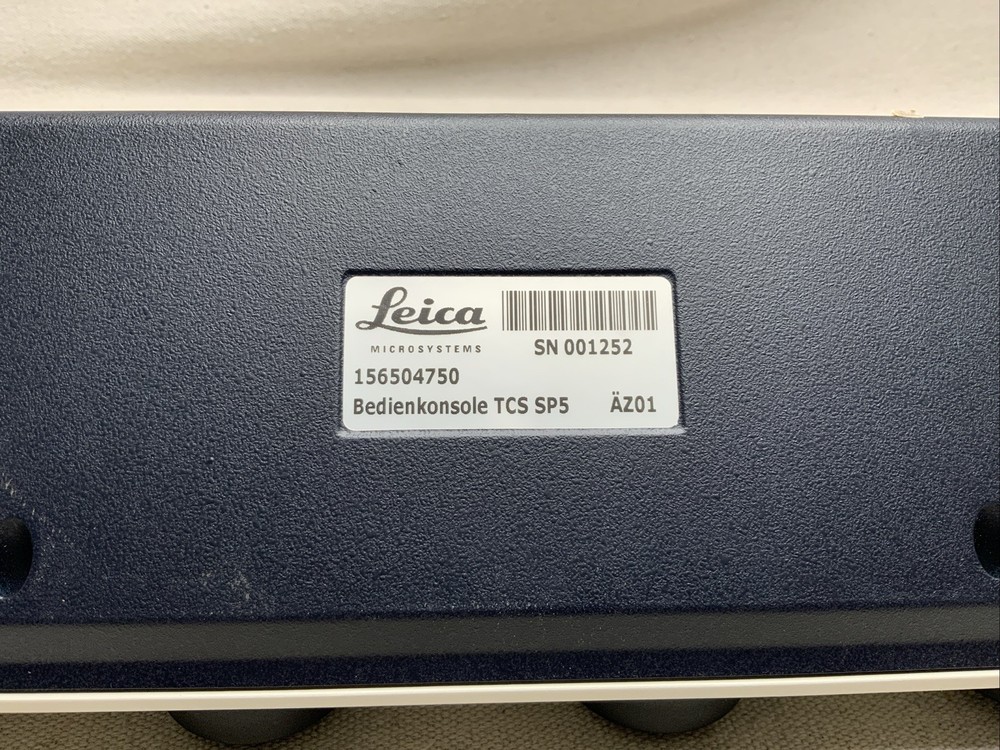 Leica
MICROSYSTEMS
SN 001252
156504750
Bedienkonsole TCS SP5 ÄZ01